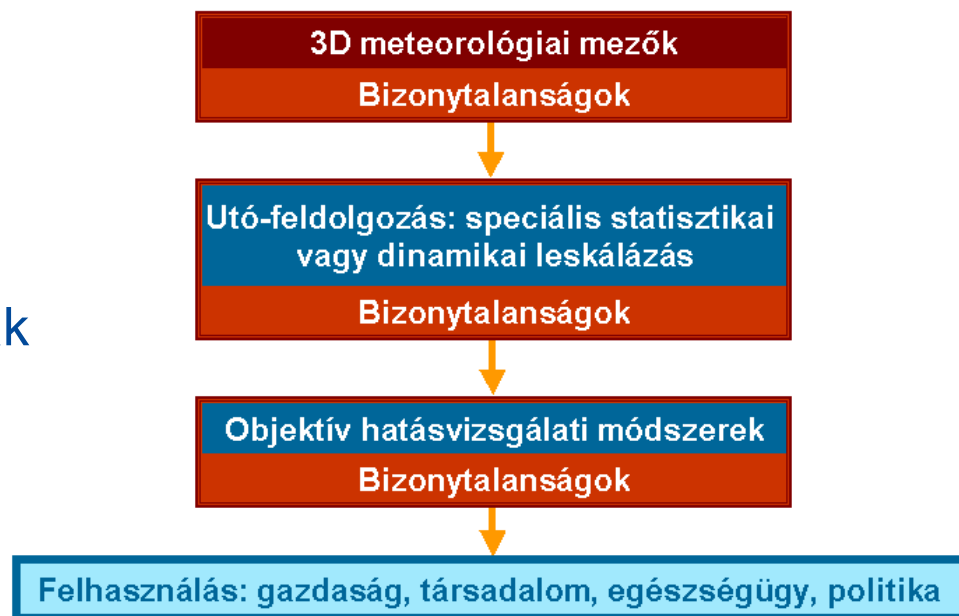 3D meteorológiai mezők
Bizonytalanságok
Utó-feldolgozás: speciális statisztikai
vagy dinamikai leskálázás
Bizonytalanságok
k
Objektív hatásvizsgálati módszerek
Bizonytalanságok
Felhasználás: gazdaság, társadalom, egészségügy, politika